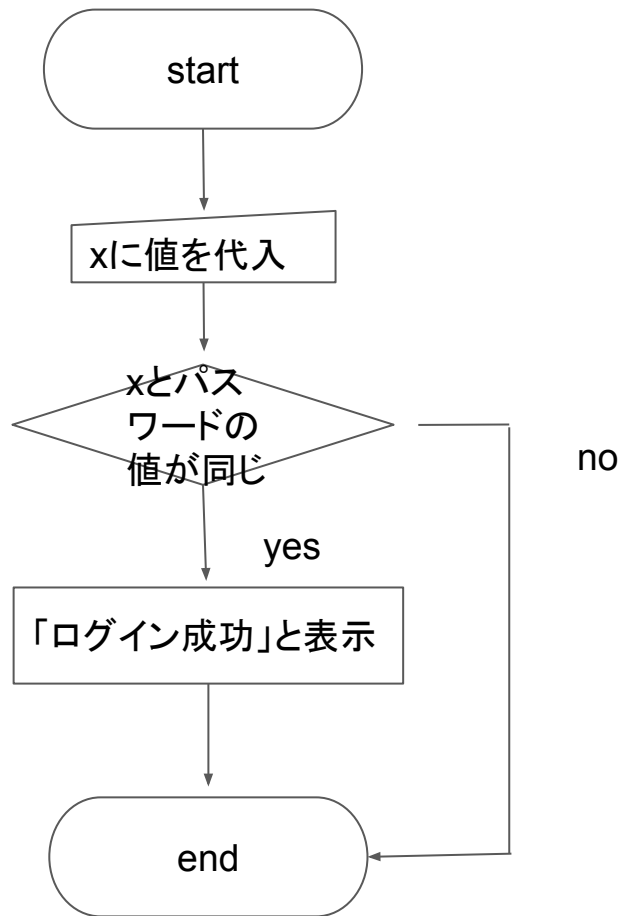 start
xに値を代入
xとパス
ワードの
値が同じ
no
yes
「ログイン成功」と表示
end